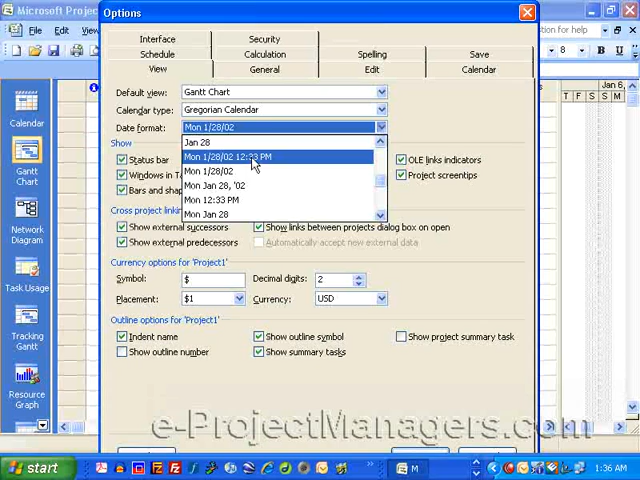 Microsoft Project
Options
File
Edit
Interface
Security
Schedule
Calculation
Spelling
Save
View
General
Edit
Calendar
8
B
I
U
Default view:
Gantt Chart
Jan 6,
T F S
S M T
Calendar type:
Gregorian Calendar
Calendar
Date format:
Mon 1/28/02
Show
Jan 28
Status bar
Mon 1/28/02 12:33 PM
OLE links indicators
Windows in Ta
Mon 1/28/02
Project screentips
Gantt
Chart
Bars and shap
Mon Jan 28, '02
Mon 12:33 PM
Cross project linkin
Mon Jan 28
Show external successors
Show links between projects dialog box on open
Network
Diagram
Show external predecessors
Automatically accept new external data
Currency options for 'Project1'
Task Usage
Symbol:
$
Decimal digits:
2
Placement:
$1
Currency:
USD
Outline options for 'Project1'
Tracking
Gantt
Indent name
Show outline symbol
Show project summary task
Show outline number
Show summary tasks
Resource
Graph
e-ProjectManagers.com
start
M
1:36 AM